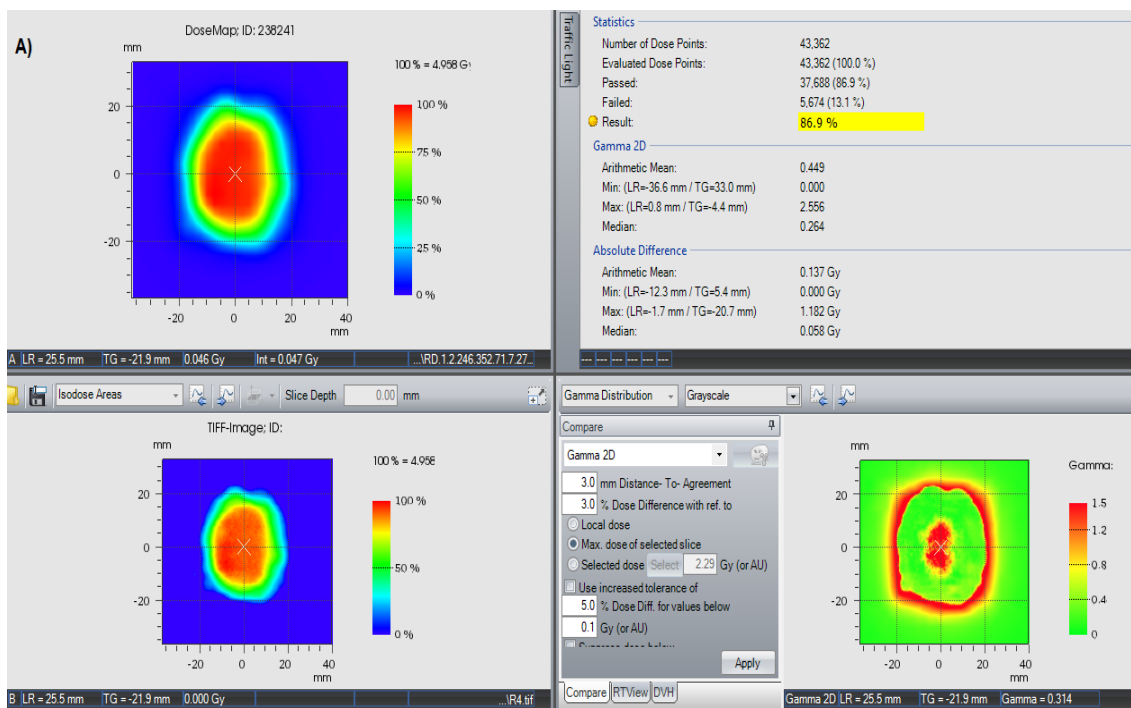 A)
DoseMap; ID: 238241
mm
100 % = 4.958 Gy
100 %
75 %
50 %
25 %
0 %
20
0
-20
-20 0 20 40
mm
A LR = 25.5 mm TG = -21.9 mm 0.046 Gy Int = 0.047 Gy ...\RD.1.2.246.352.71.7.27...
Traffic Light
Statistics
Number of Dose Points: 43,362
Evaluated Dose Points: 43,362 (100.0 %)
Passed: 37,688 (86.9 %)
Failed: 5,674 (13.1 %)
Result: 86.9 %
Gamma 2D
Arithmetic Mean: 0.449
Min: (LR=-36.6 mm / TG=33.0 mm) 0.000
Max: (LR=0.8 mm / TG=-4.4 mm) 2.556
Median: 0.264
Absolute Difference
Arithmetic Mean: 0.137 Gy
Min: (LR=-12.3 mm / TG=5.4 mm) 0.000 Gy
Max: (LR=-1.7 mm / TG=-20.7 mm) 1.182 Gy
Median: 0.058 Gy
--- --- --- --- --- ---
Isodose Areas Slice Depth 0.00 mm
TIFF-Image; ID:
mm
100 % = 4.958
100 %
50 %
0 %
20
0
-20
-20 0 20 40
mm
B LR = 25.5 mm TG = -21.9 mm 0.000 Gy ...\R4.tif
Gamma Distribution Grayscale
Compare
Gamma 2D
3.0 mm Distance- To- Agreement
3.0 % Dose Difference with ref. to
Local dose
Max. dose of selected slice
Selected dose Select 2.29 Gy (or AU)
Use increased tolerance of
5.0 % Dose Diff. for values below
0.1 Gy (or AU)
Suppress dose below
Apply
Compare RTView DVH
mm
Gamma:
1.5
1.2
0.8
0.4
0
20
0
-20
-20 0 20 40
mm
Gamma 2D LR = 25.5 mm TG = -21.9 mm Gamma = 0.314